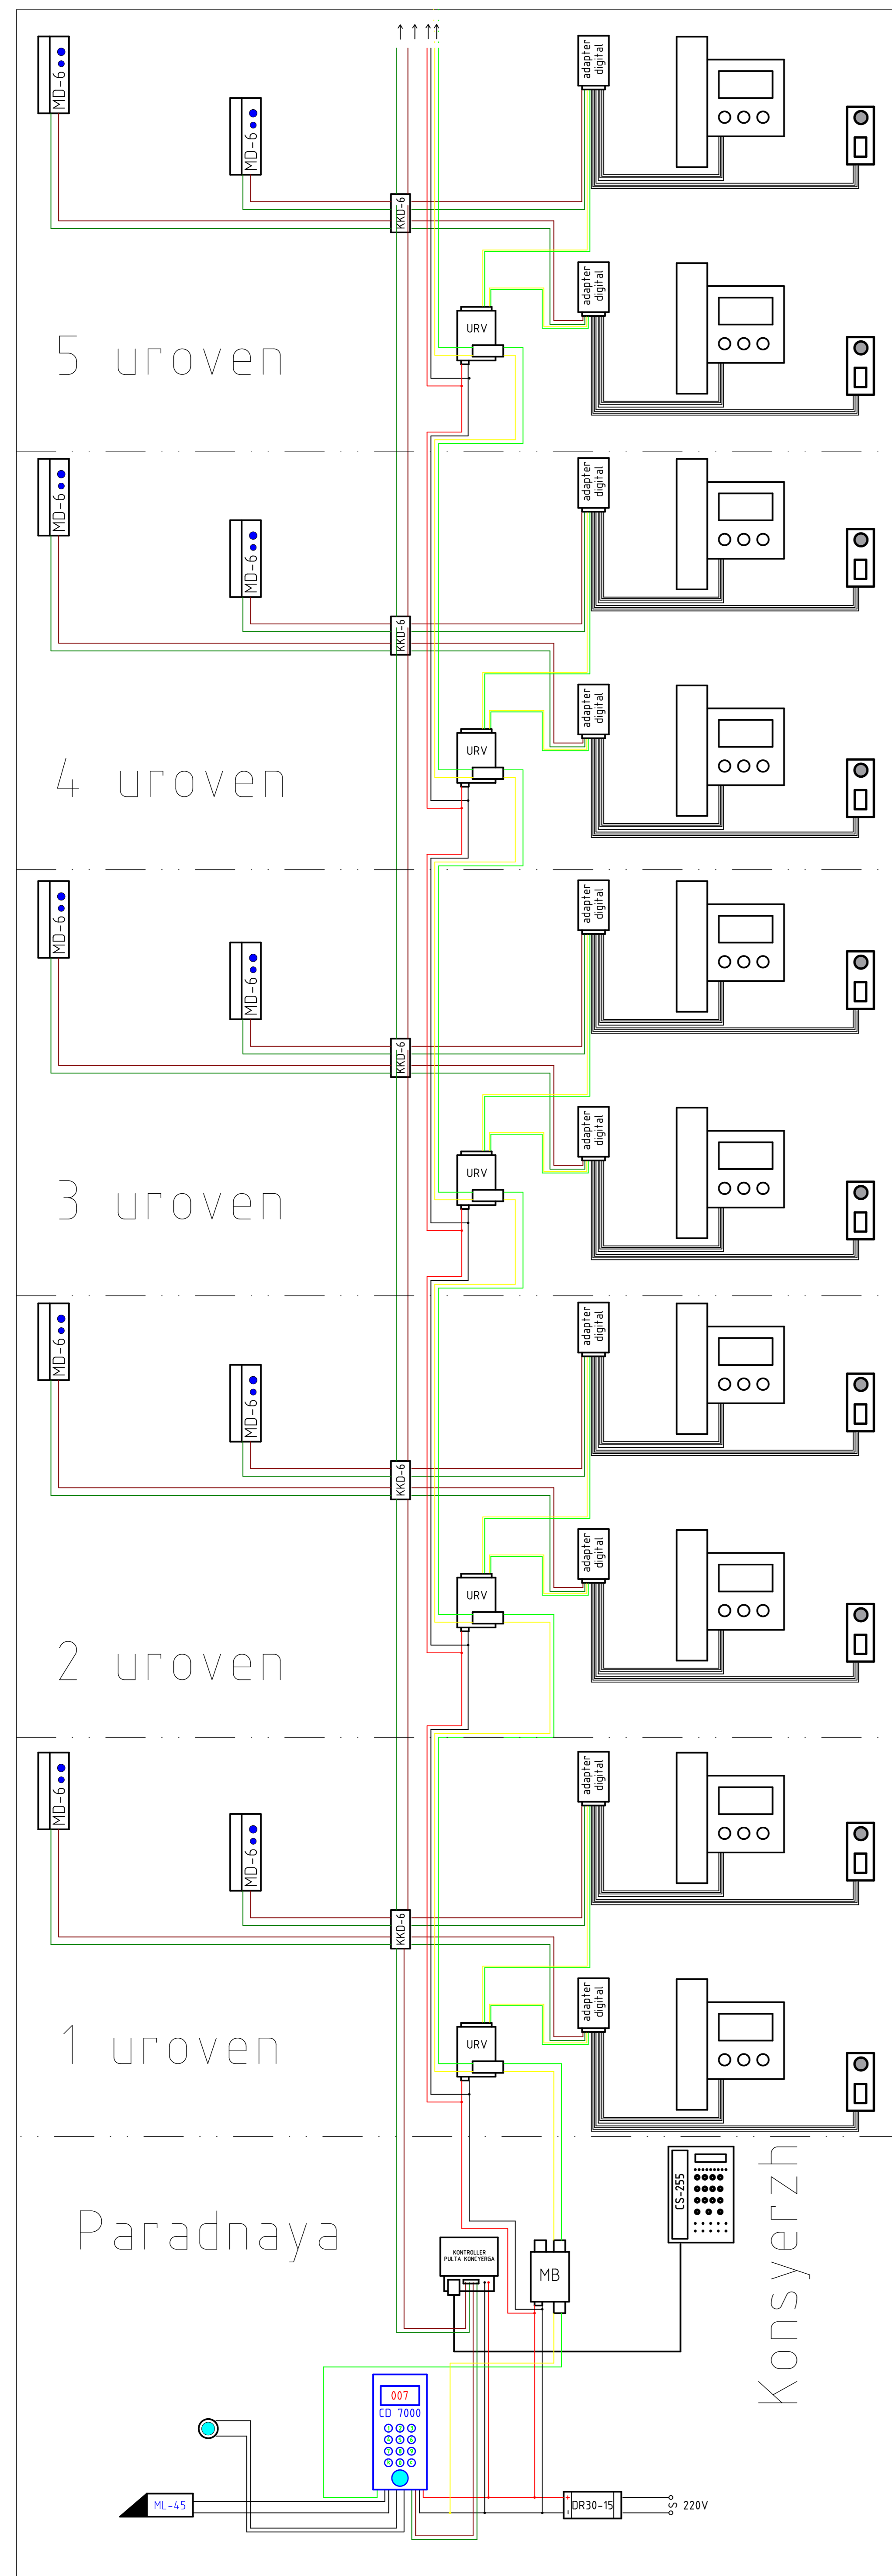 adapter
digital
MD-6
MD-6
KKD-6
adapter
digital
URV
5 uroven
adapter
digital
MD-6
MD-6
KKD-6
adapter
digital
URV
4 uroven
adapter
digital
MD-6
MD-6
KKD-6
adapter
digital
URV
3 uroven
adapter
digital
MD-6
MD-6
KKD-6
adapter
digital
URV
2 uroven
adapter
digital
MD-6
MD-6
KKD-6
adapter
digital
URV
1 uroven
Paradnaya
CS-255
Konsyerzh
KONTROLLER
PULTA KONCYERGA
MB
007
CD 7000
ML-45
+
-
DR30-15
S 220V